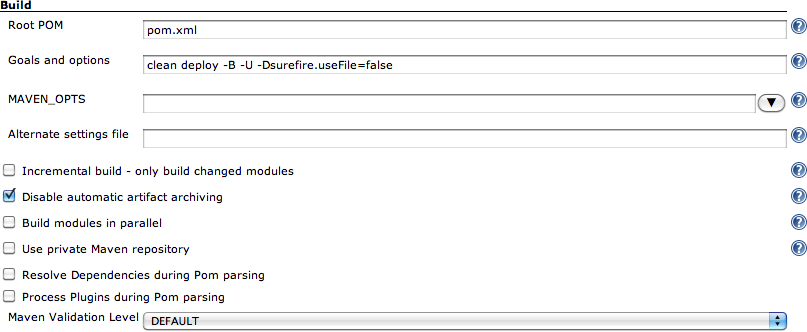 Build
Root POM
pom.xml
Goals and options
clean deploy -B -U -Dsurefire.useFile=false
MAVEN_OPTS
Alternate settings file
Incremental build - only build changed modules
Disable automatic artifact archiving
Build modules in parallel
Use private Maven repository
Resolve Dependencies during Pom parsing
Process Plugins during Pom parsing
Maven Validation Level
DEFAULT